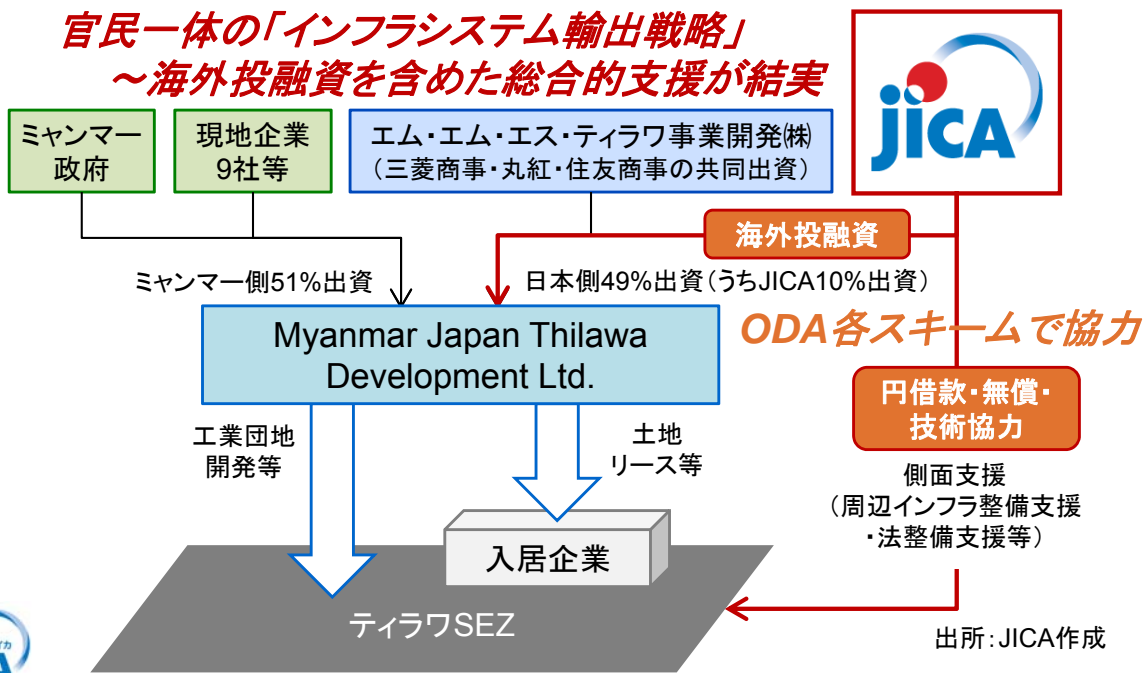 官民一体の「インフラシステム輸出戦略」
～海外投融資を含めた総合的支援が結実
JICA
ミャンマー
政府
現地企業
9社等
エム・エム・エス・ティラワ事業開発㈱
（三菱商事・丸紅・住友商事の共同出資）
海外投融資
ミャンマー側51%出資
日本側49%出資（うちJICA10%出資）
Myanmar Japan Thilawa
Development Ltd.
ODA各スキームで協力
円借款・無償・
技術協力
工業団地
開発等
土地
リース等
側面支援
（周辺インフラ整備支援
・法整備支援等）
入居企業
ティラワSEZ
出所：JICA作成